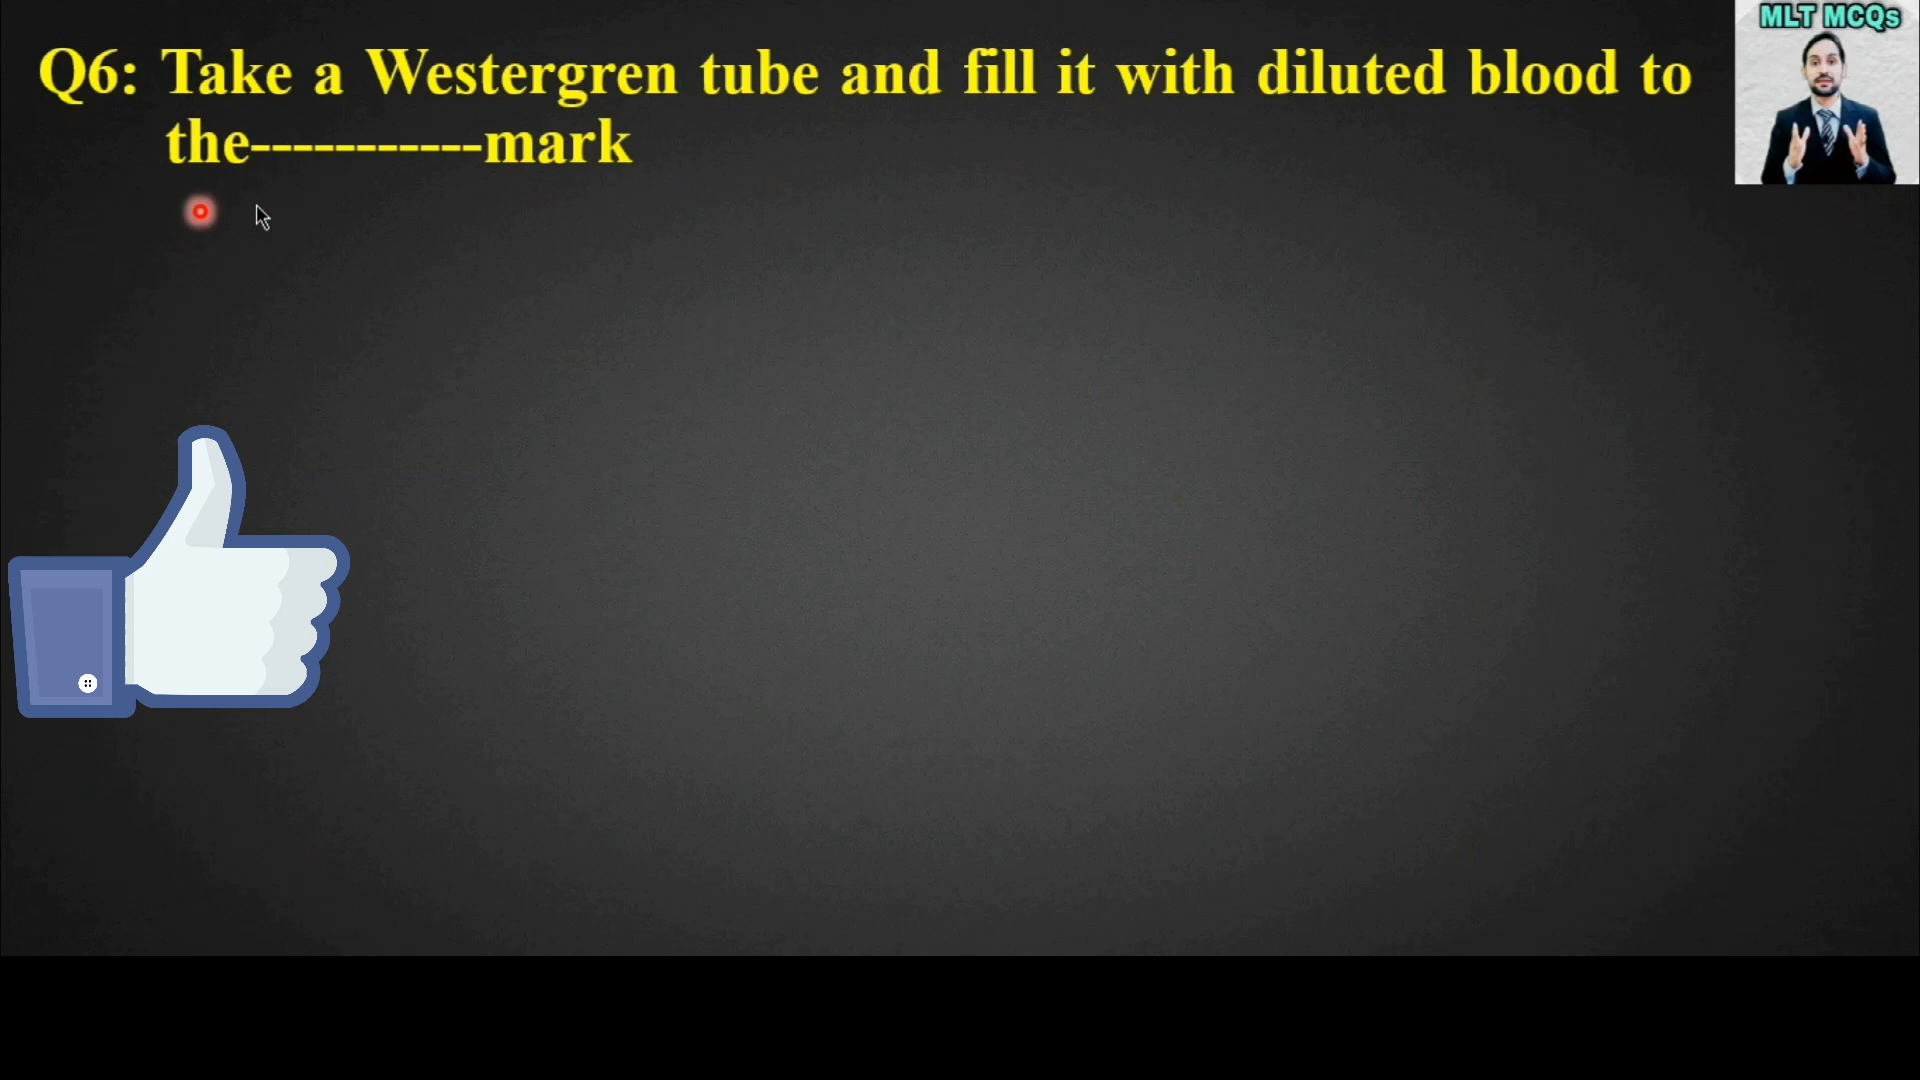 MLT MCQs
Q6: Take a Westergren tube and fill it with diluted blood to
the-----------mark